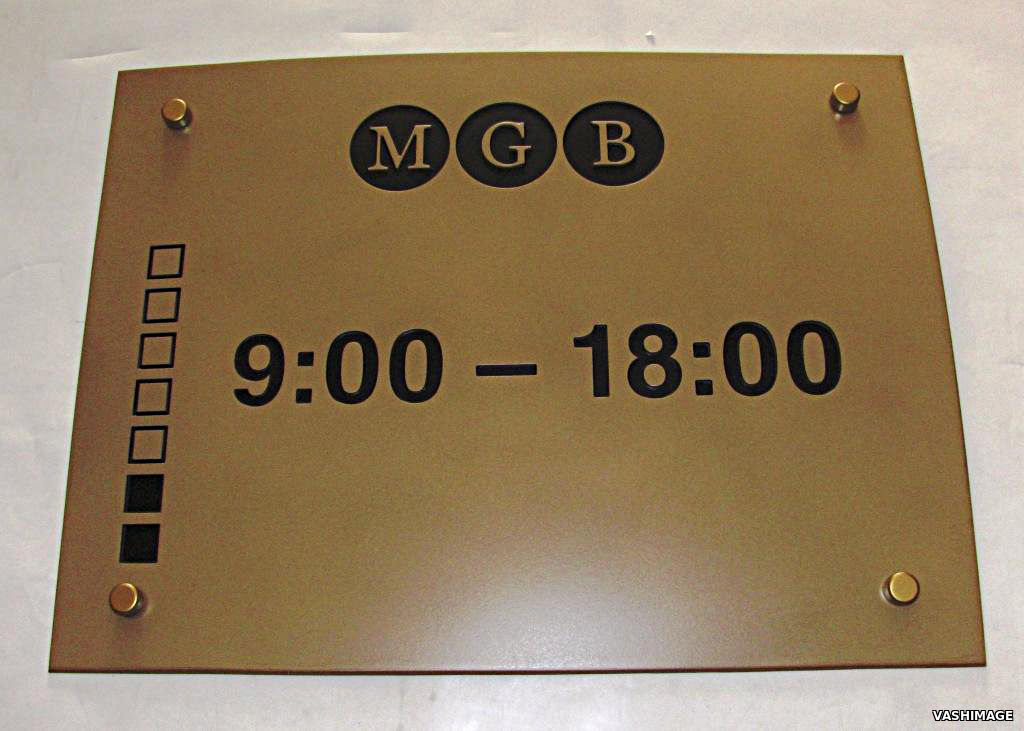 MGB
9:00 – 18:00
VASHIMAGE